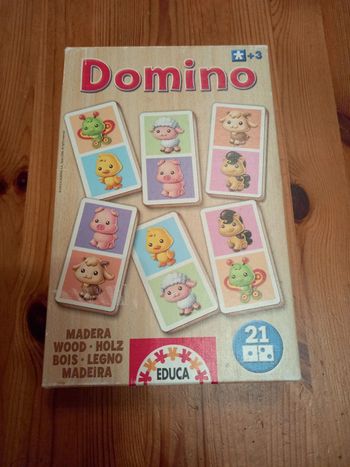 Domino
+3
MADERA
WOOD · HOLZ
BOIS · LEGNO
MADEIRA
EDUCA
21